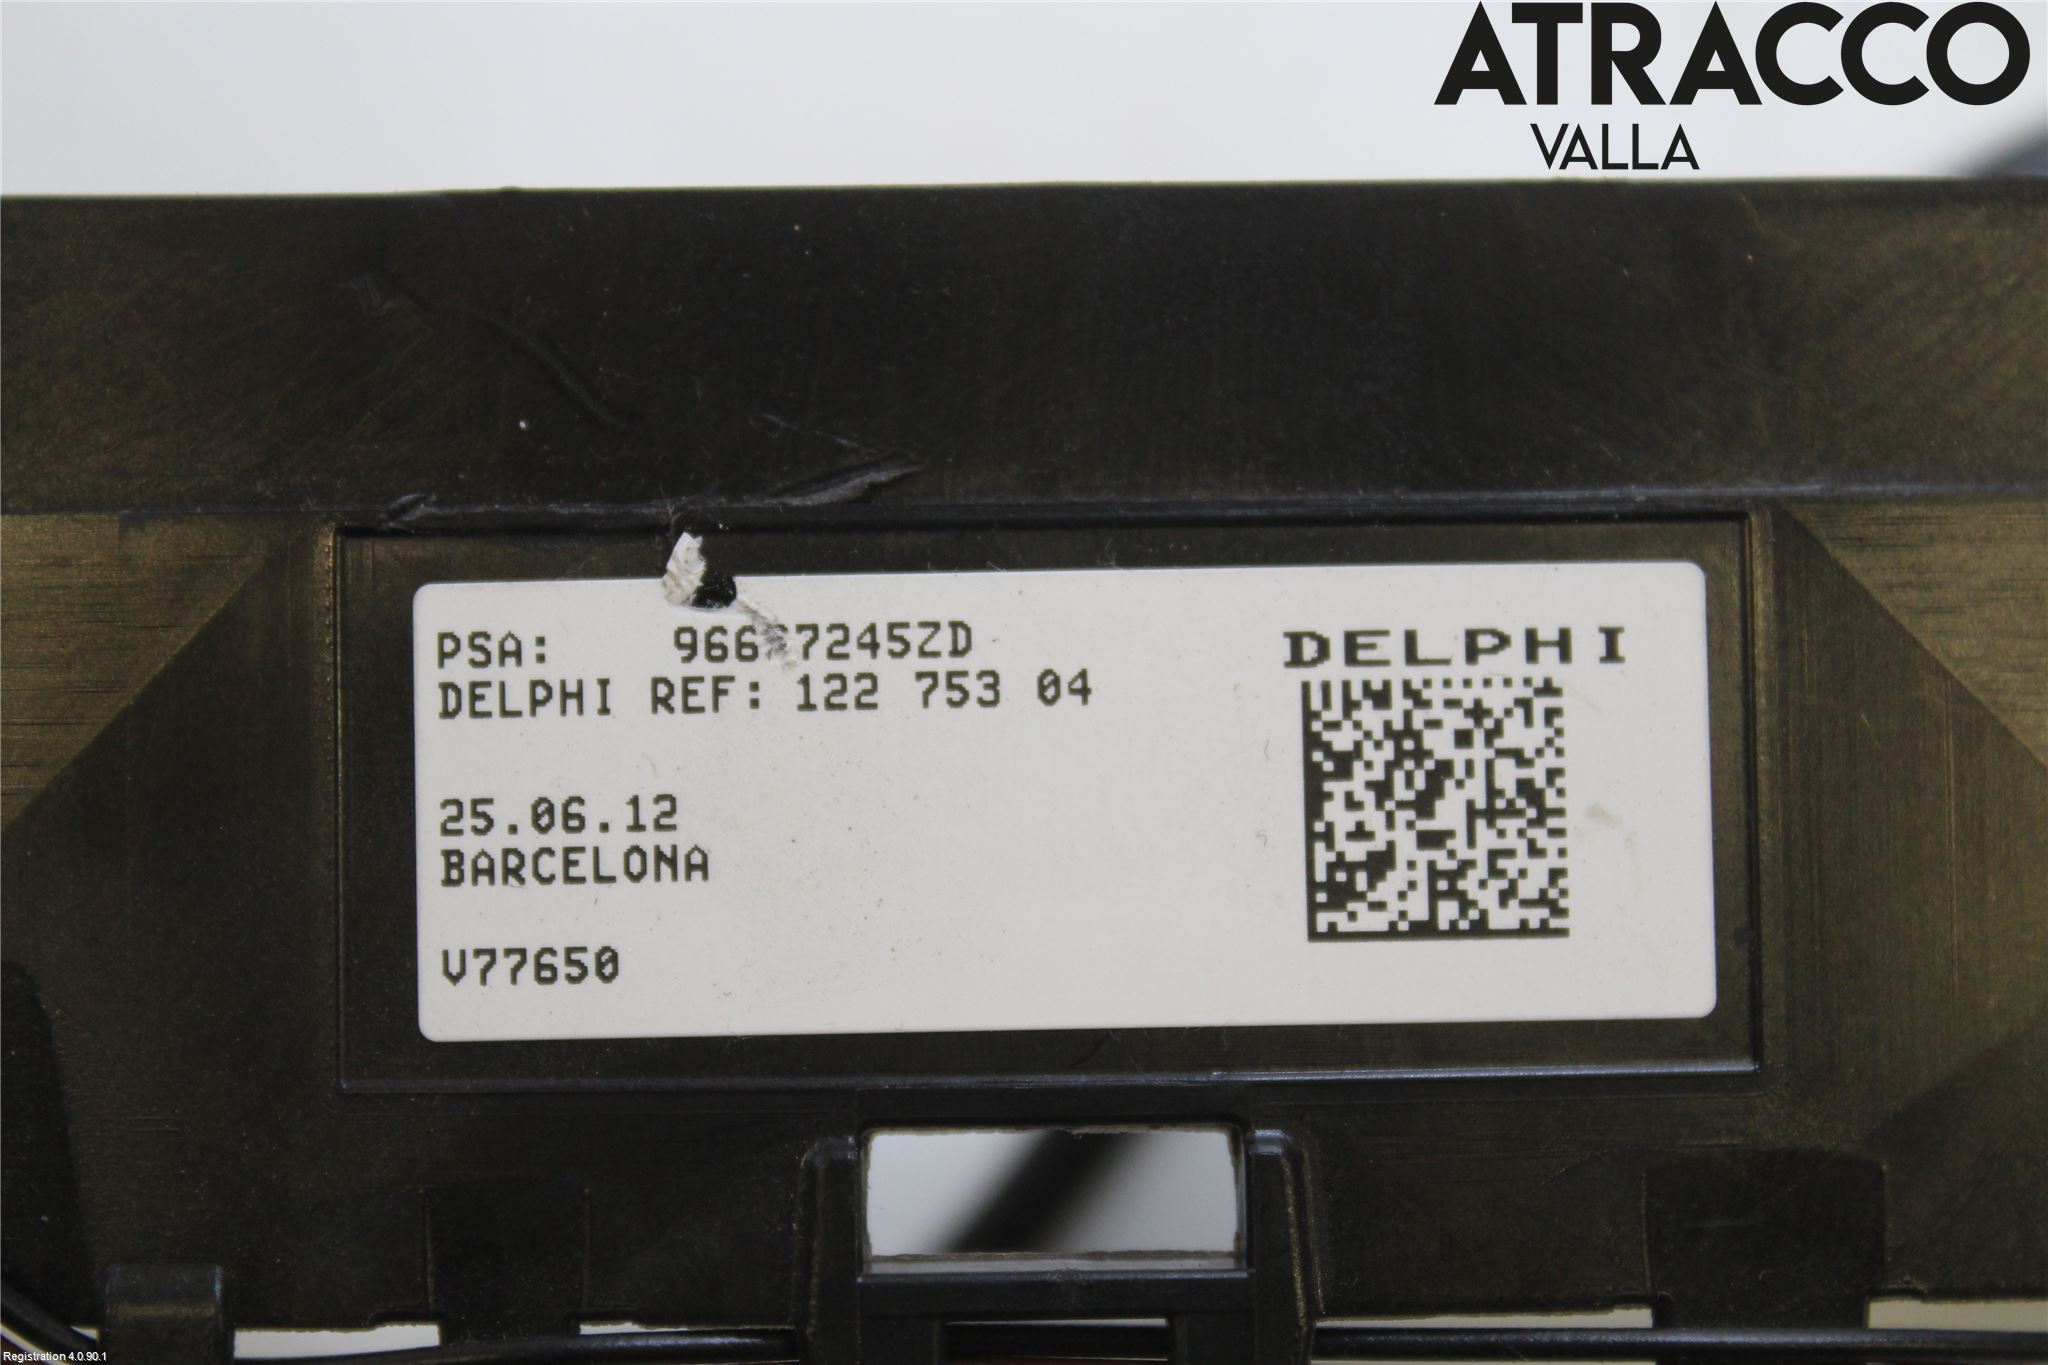 ATRACCO
VALLA
PSA:
DELPHI REF: 122 753 04
25.06.12
BARCELONA
V77650
DELPHI
Registration 4.0.90.1